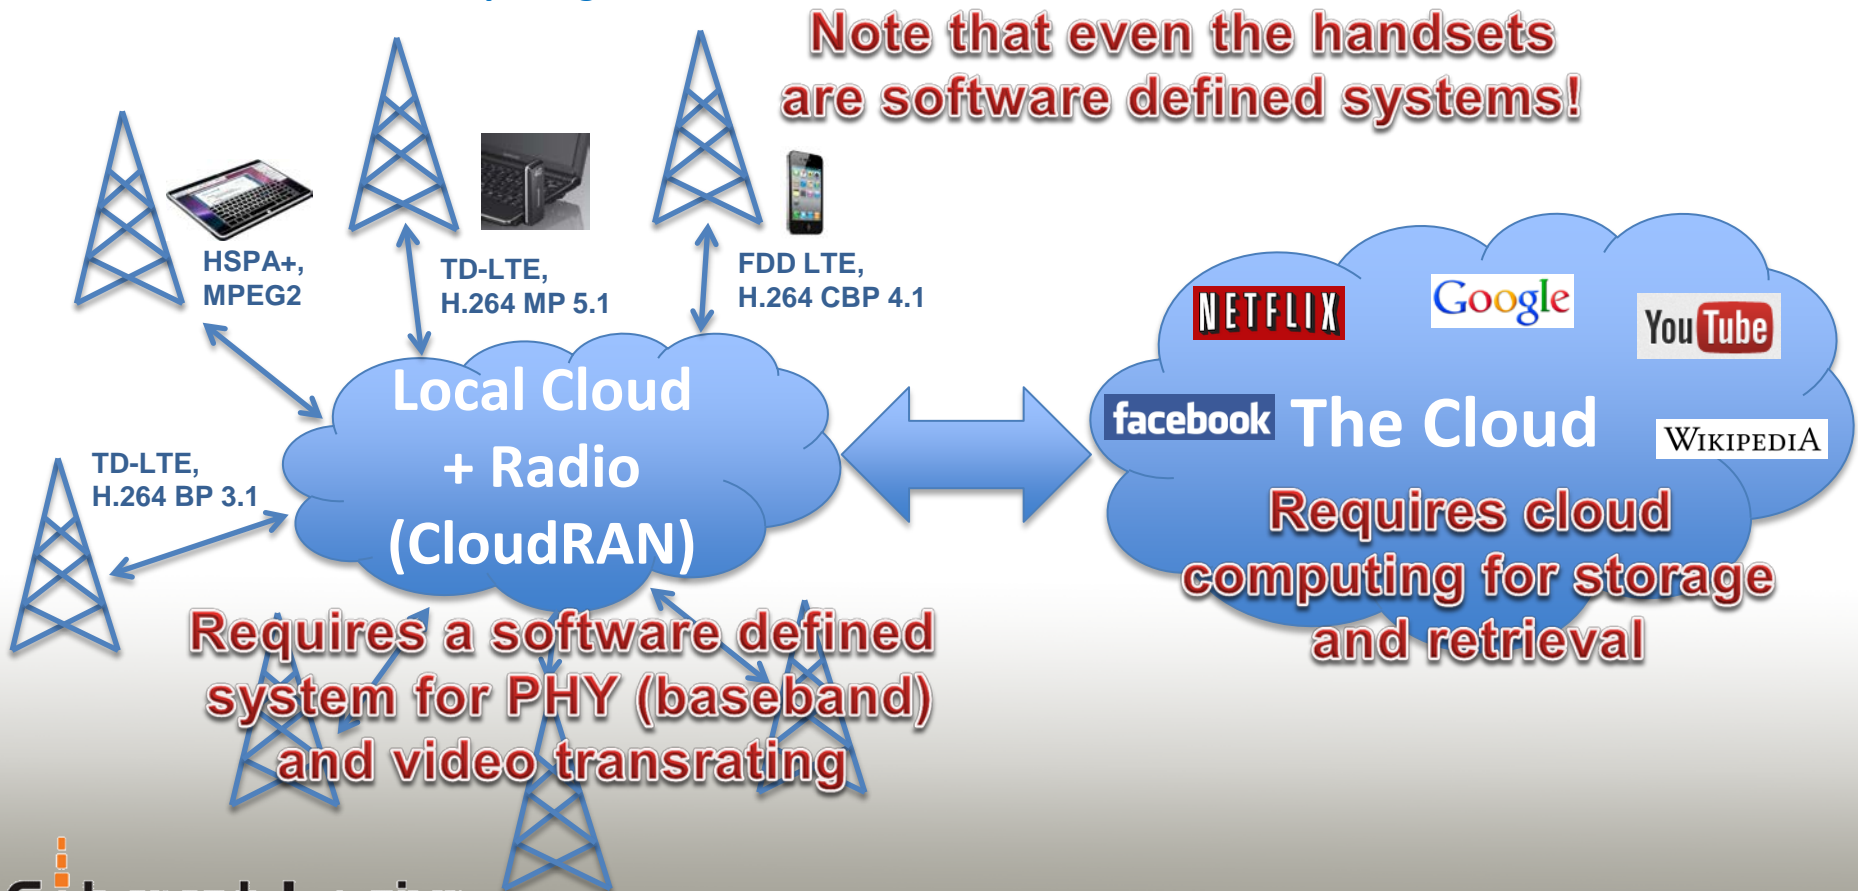 Note that even the handsets
are software defined systems!
HSPA+,
MPEG2
TD-LTE,
H.264 MP 5.1
FDD LTE,
H.264 CBP 4.1
TD-LTE,
H.264 BP 3.1
Local Cloud
+ Radio
(CloudRAN)
Requires a software defined
system for PHY (baseband)
and video transrating
NETFLIX
Google
YouTube
facebook
The Cloud
WIKIPEDIA
Requires cloud
computing for storage
and retrieval